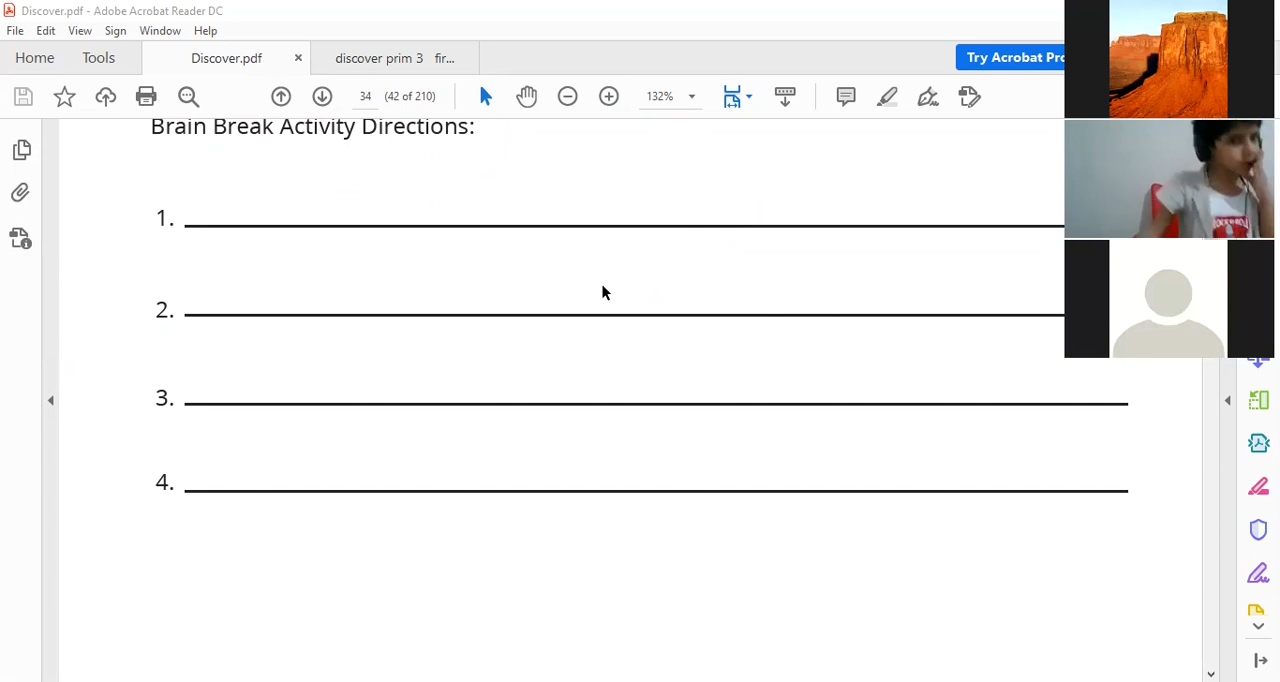 Discover.pdf - Adobe Acrobat Reader DC
File Edit View Sign Window Help
Home Tools Discover.pdf × discover prim 3 fir... Try Acrobat Pro
34 (42 of 210) 132%
Brain Break Activity Directions:
1.
2.
3.
4.